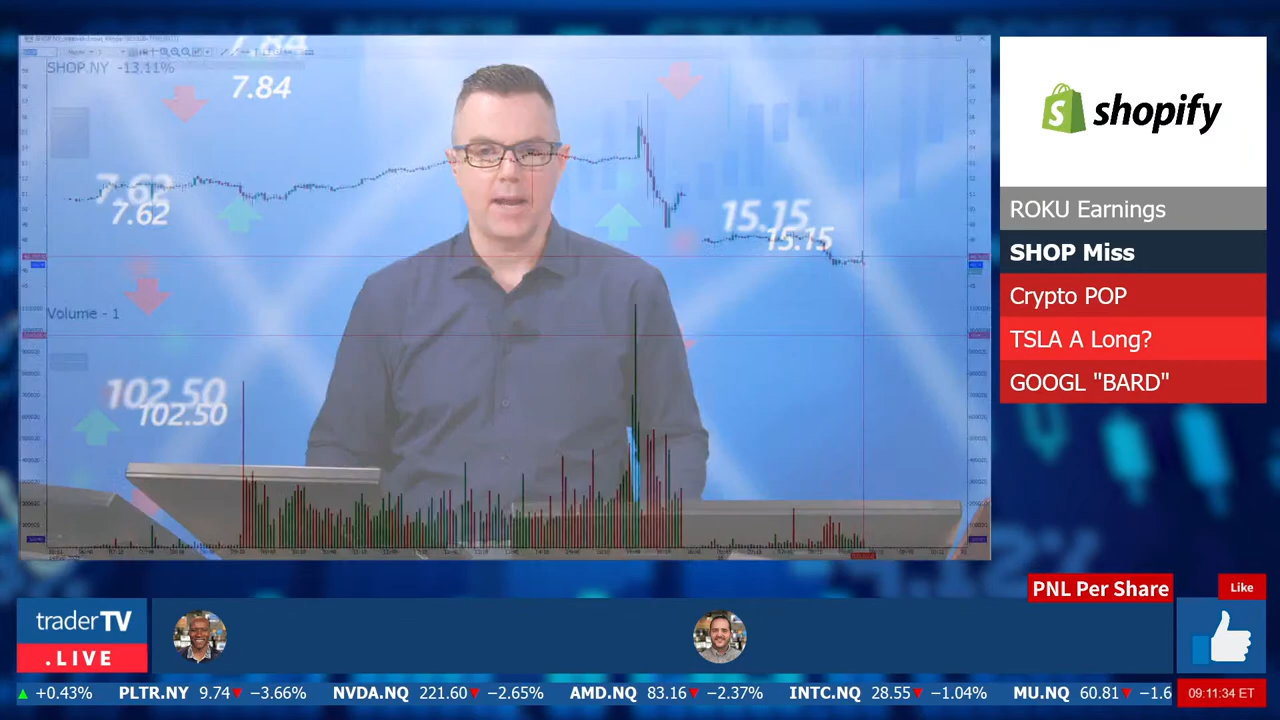 SHOP.NY -13.11%
7.84
7.84
7.62
7.62
15.15
15.15
Volume - 1
102.50
102.50
shopify
ROKU Earnings
SHOP Miss
Crypto POP
TSLA A Long?
GOOGL "BARD"
PNL Per Share
Like
traderTV
.LIVE
▲ +0.43% PLTR.NY 9.74▼ −3.66% NVDA.NQ 221.60▼ −2.65% AMD.NQ 83.16▼ −2.37% INTC.NQ 28.55▼ −1.04% MU.NQ 60.81▼ −1.6
09:11:34 ET